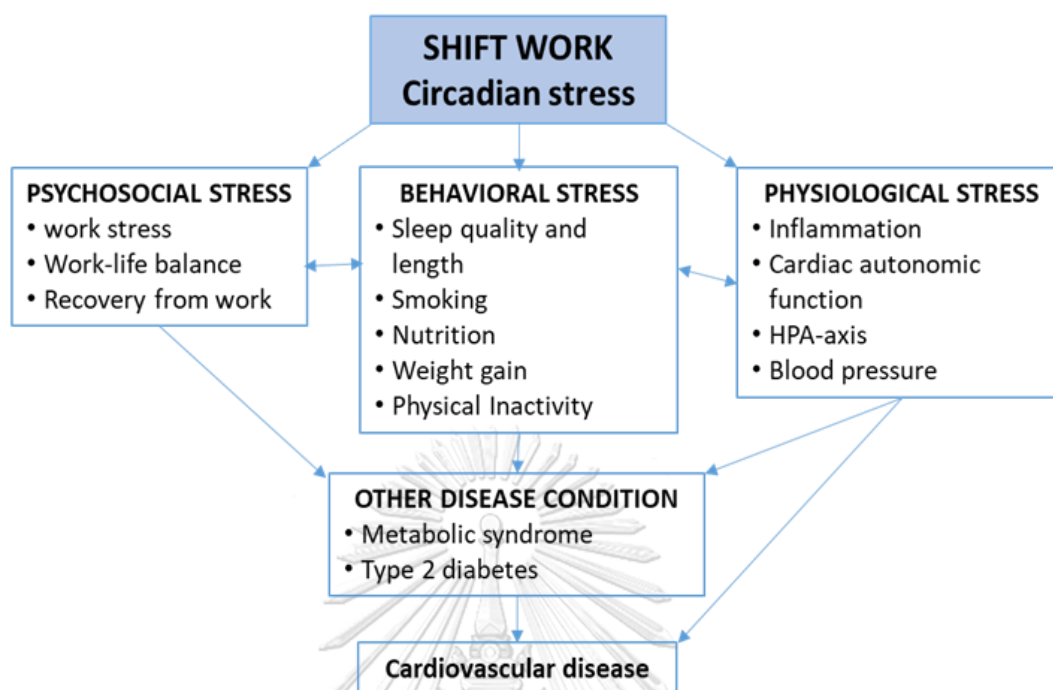 SHIFT WORK
Circadian stress
PSYCHOSOCIAL STRESS
• work stress
• Work-life balance
• Recovery from work
BEHAVIORAL STRESS
• Sleep quality and
length
• Smoking
• Nutrition
• Weight gain
• Physical Inactivity
PHYSIOLOGICAL STRESS
• Inflammation
• Cardiac autonomic
function
• HPA-axis
• Blood pressure
OTHER DISEASE CONDITION
• Metabolic syndrome
• Type 2 diabetes
Cardiovascular disease